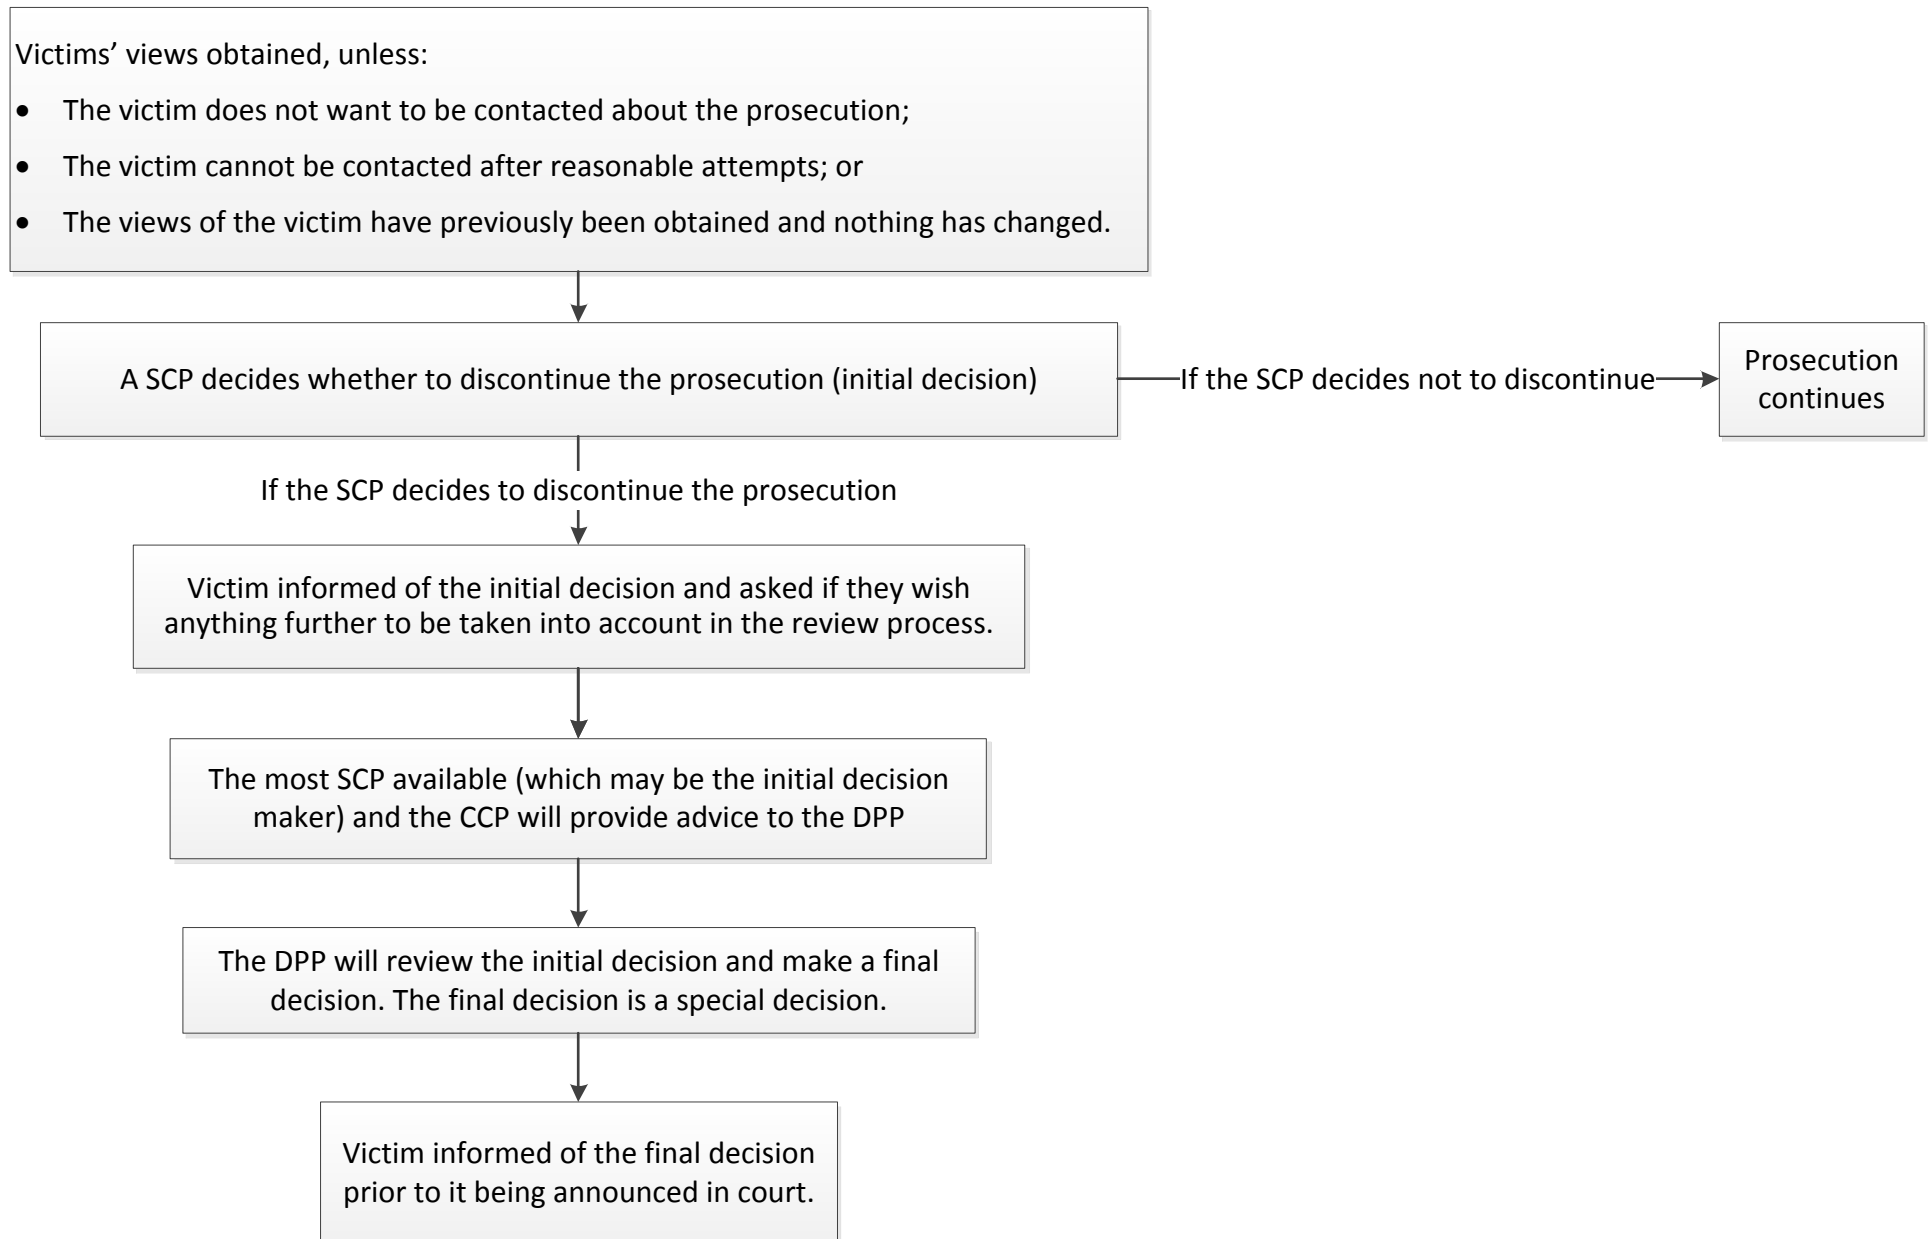 Victims’ views obtained, unless:
• The victim does not want to be contacted about the prosecution;
• The victim cannot be contacted after reasonable attempts; or
• The views of the victim have previously been obtained and nothing has changed.
A SCP decides whether to discontinue the prosecution (initial decision)
If the SCP decides not to discontinue
Prosecution
continues
If the SCP decides to discontinue the prosecution
Victim informed of the initial decision and asked if they wish
anything further to be taken into account in the review process.
The most SCP available (which may be the initial decision
maker) and the CCP will provide advice to the DPP
The DPP will review the initial decision and make a final
decision. The final decision is a special decision.
Victim informed of the final decision
prior to it being announced in court.